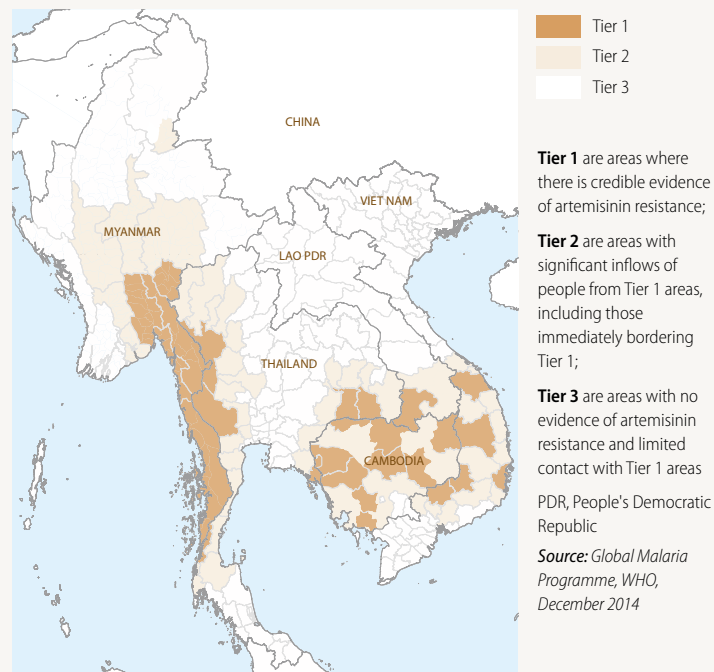 Tier 1
Tier 2
Tier 3
CHINA
VIET NAM
MYANMAR
LAO PDR
THAILAND
CAMBODIA
Tier 1 are areas where
there is credible evidence
of artemisinin resistance;
Tier 2 are areas with
significant inflows of
people from Tier 1 areas,
including those
immediately bordering
Tier 1;
Tier 3 are areas with no
evidence of artemisinin
resistance and limited
contact with Tier 1 areas
PDR, People's Democratic
Republic
Source: Global Malaria
Programme, WHO,
December 2014